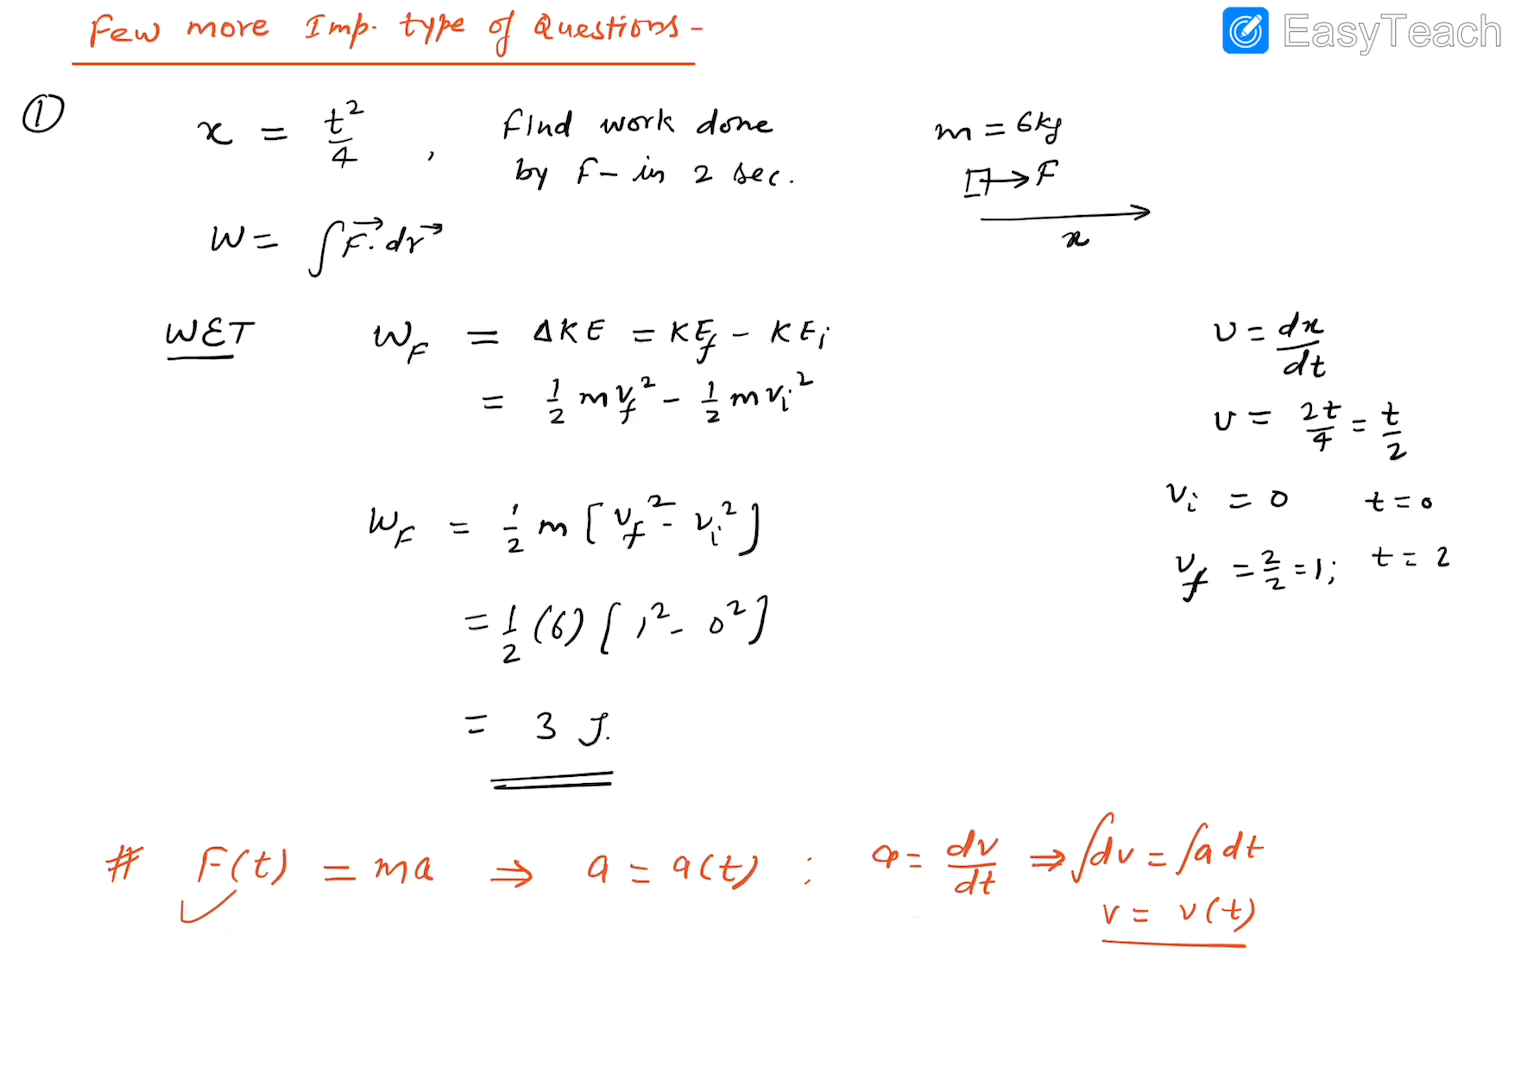 Few more Imp. type of Questions -
EasyTeach
① x = t²/4 , Find work done m = 6kg
by F - in 2 sec. → F
W = ∫F⃗.dr⃗ x
WET W_F = ΔKE = KE_f - KE_i v = dx/dt
= 1/2 mv_f² - 1/2 mv_i² v = 2t/4 = t/2
v_i = 0 t = 0
W_F = 1/2 m [v_f² - v_i²] v_f = 2/2 = 1; t = 2
= 1/2 (6) [1² - 0²]
= 3 J.
# F(t) = ma ⇒ a = a(t) ; a = dv/dt ⇒ ∫dv = ∫a dt
v = v(t)